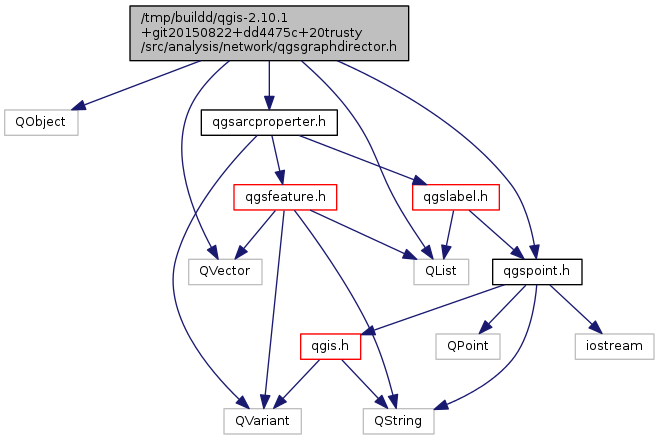 /tmp/buildd/qgis-2.10.1
+git20150822+dd4475c+20trusty
/src/analysis/network/qgsgraphdirector.h
QObject
qgsarcproperter.h
qgsfeature.h
qgslabel.h
QVector
QList
qgspoint.h
qgis.h
QPoint
iostream
QVariant
QString